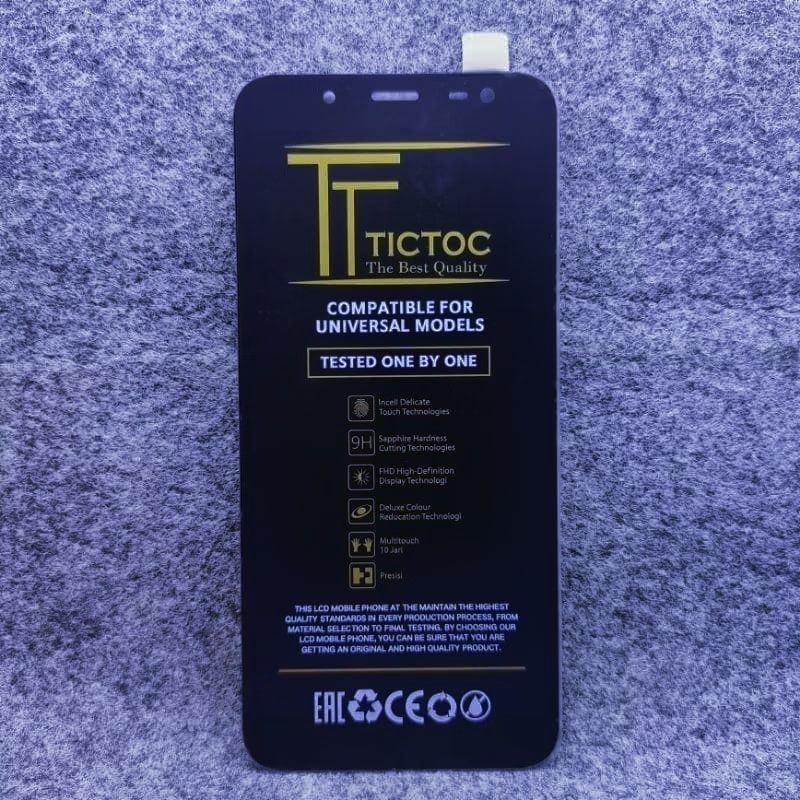 TT
TICTOC
The Best Quality
COMPATIBLE FOR
UNIVERSAL MODELS
TESTED ONE BY ONE
Incell Delicate
Touch Technologies
9H
Sapphire Hardness
Cutting Technologies
FHD High-Definition
Display Technologi
Deluxe Colour
Reducation Technologi
Multitouch
10 Jari
Presisi
THIS LCD MOBILE PHONE AT THE MAINTAIN THE HIGHEST
QUALITY STANDARDS IN EVERY PRODUCTION PROCESS, FROM
MATERIAL SELECTION TO FINAL TESTING. BY CHOOSING OUR
LCD MOBILE PHONE, YOU CAN BE SURE THAT YOU ARE
GETTING AN ORIGINAL AND HIGH QUALITY PRODUCT.
EAC CE